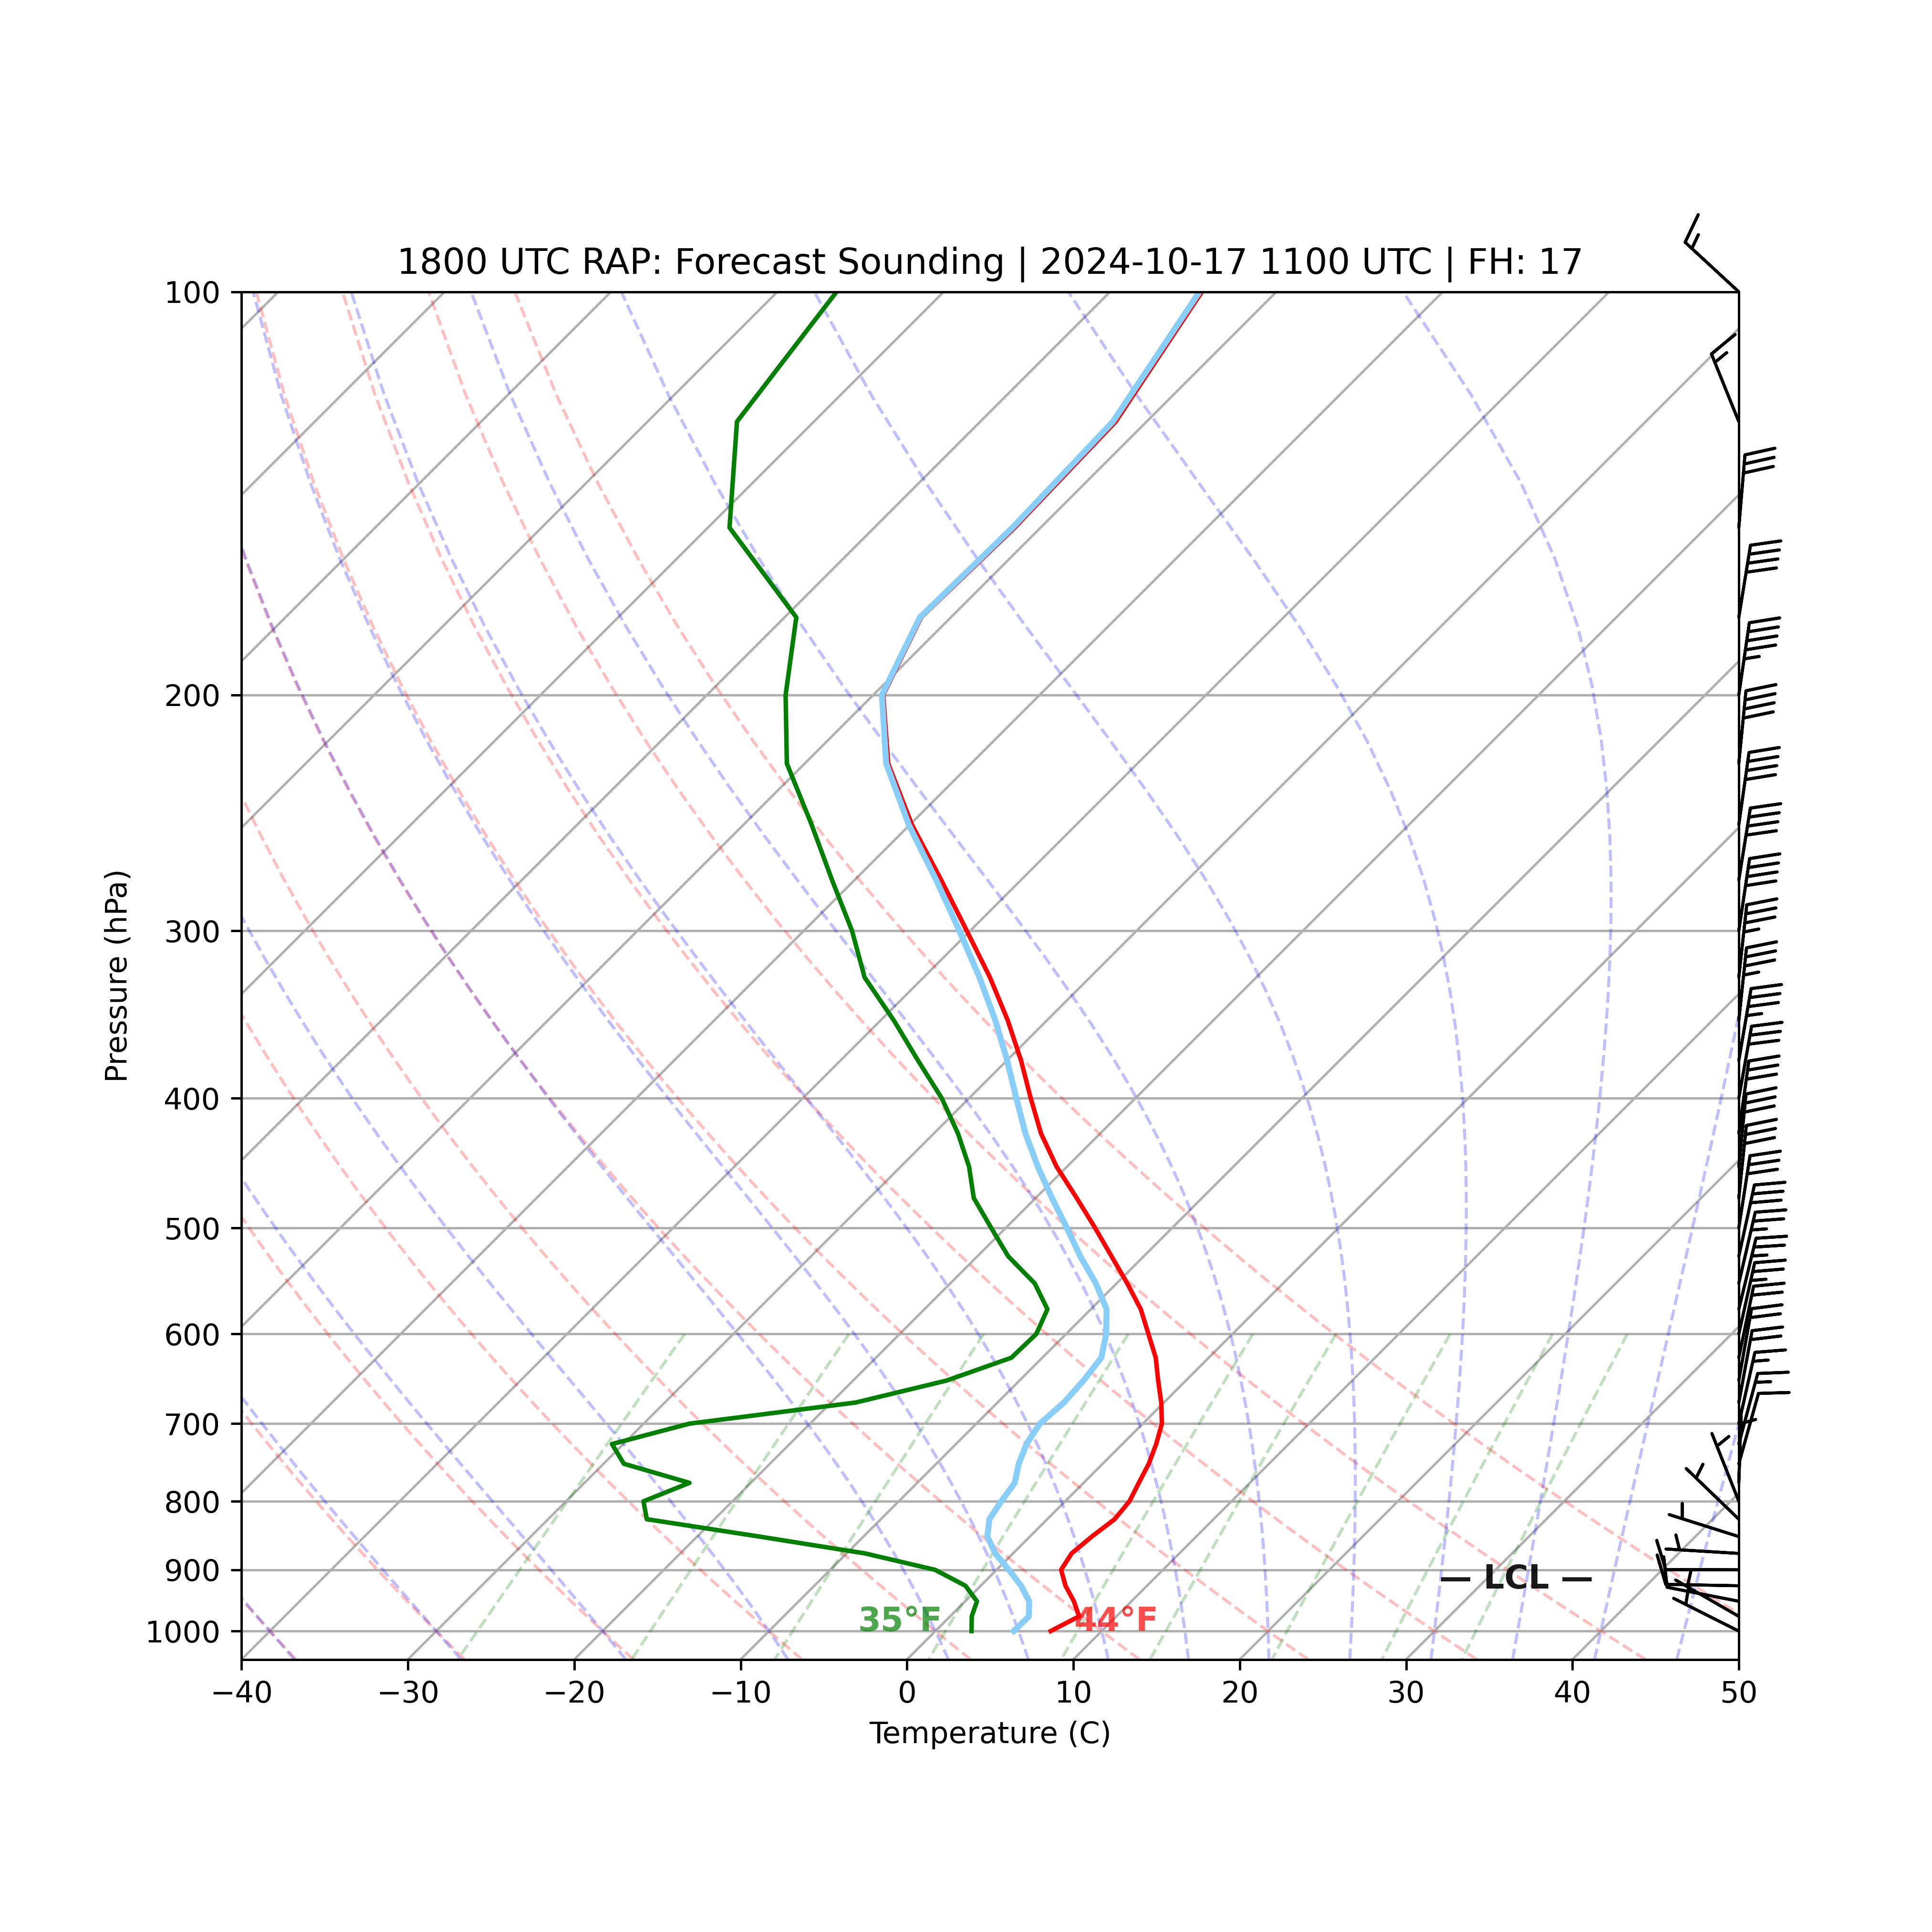 1800 UTC RAP: Forecast Sounding | 2024-10-17 1100 UTC | FH: 17
100
200
300
400
500
600
700
800
900
1000
Pressure (hPa)
— LCL —
35°F
44°F
−40 −30 −20 −10 0 10 20 30 40 50
Temperature (C)